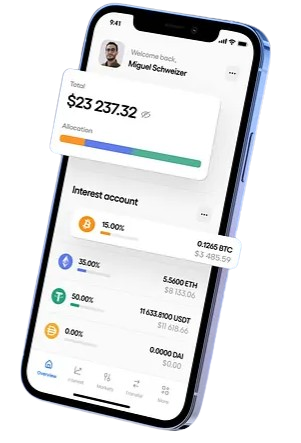 9:41
Welcome back,
Miguel Schweizer
Total
$23 237.32
Allocation
Interest account
15.00%
0.1265 BTC
$3 485.59
35.00%
5.5600 ETH
$8 133.06
50.00%
11 633.8100 USDT
$11 618.66
0.00%
0.0000 DAI
$0.00
Overview
Interest
Markets
Transfer
More